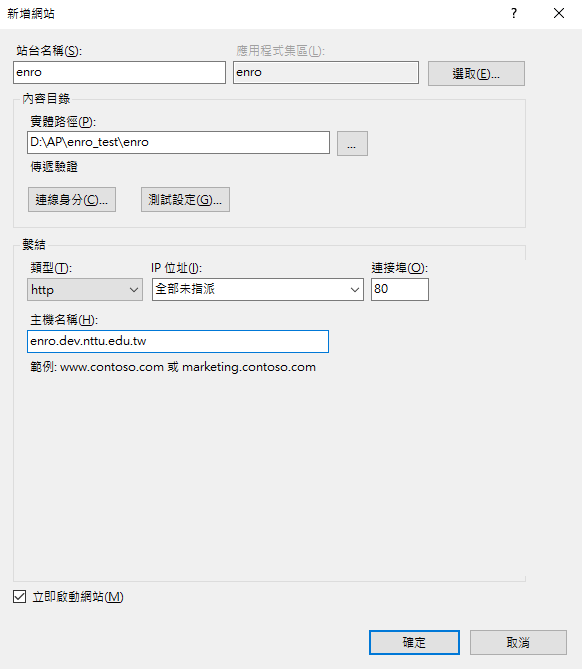 新增網站
?
站台名稱(S):
應用程式集區(L):
enro
enro
選取(E)...
內容目錄
實體路徑(P):
D:\AP\enro_test\enro
...
傳遞驗證
連線身分(C)...
測試設定(G)...
繫結
類型(T):
IP 位址(I):
連接埠(O):
http
全部未指派
80
主機名稱(H):
enro.dev.nttu.edu.tw
範例: www.contoso.com 或 marketing.contoso.com
立即啟動網站(M)
確定
取消